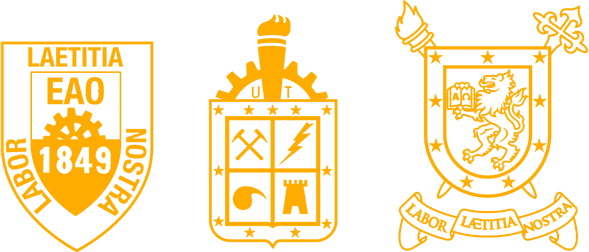 LAETITIA
EAO
1849
LABOR
NOSTRA
U T
A Ω
LABOR LÆTITIA NOSTRA